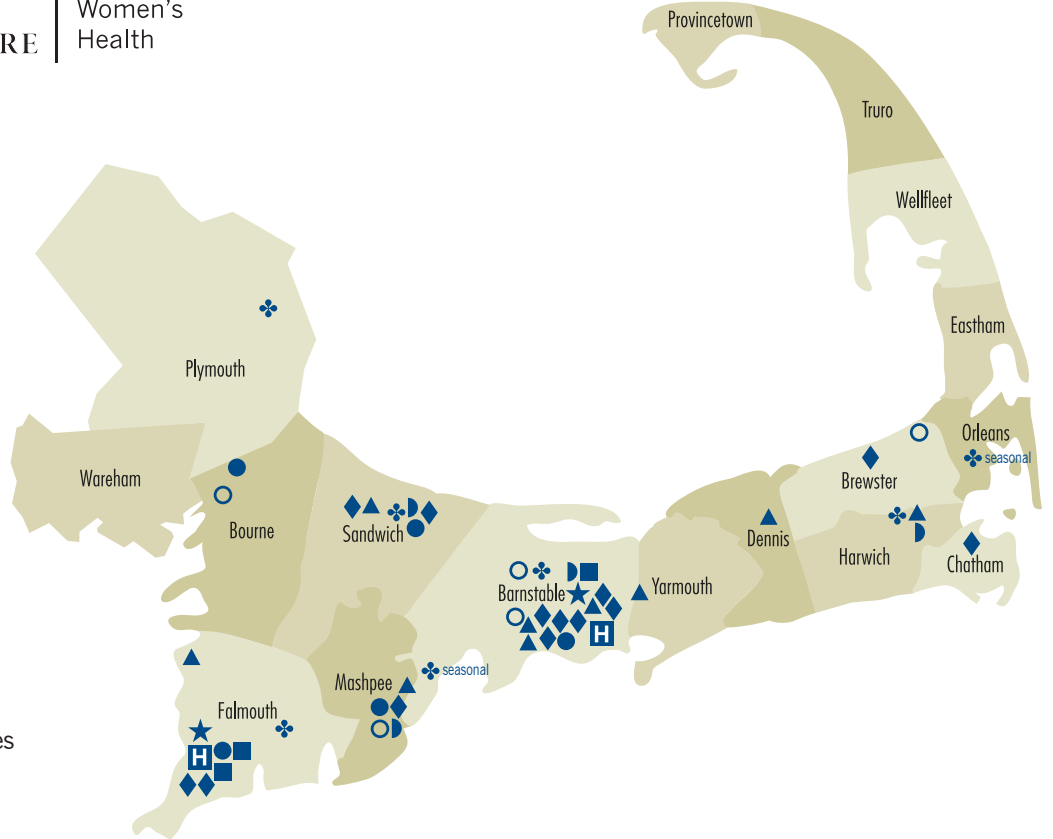 Women's
RE
Health
Provincetown
Truro
Wellfleet
Eastham
Plymouth
Orleans
seasonal
Wareham
Brewster
Bourne
Sandwich
Dennis
Harwich
Chatham
Barnstable
Yarmouth
H
seasonal
Mashpee
Falmouth
es
H